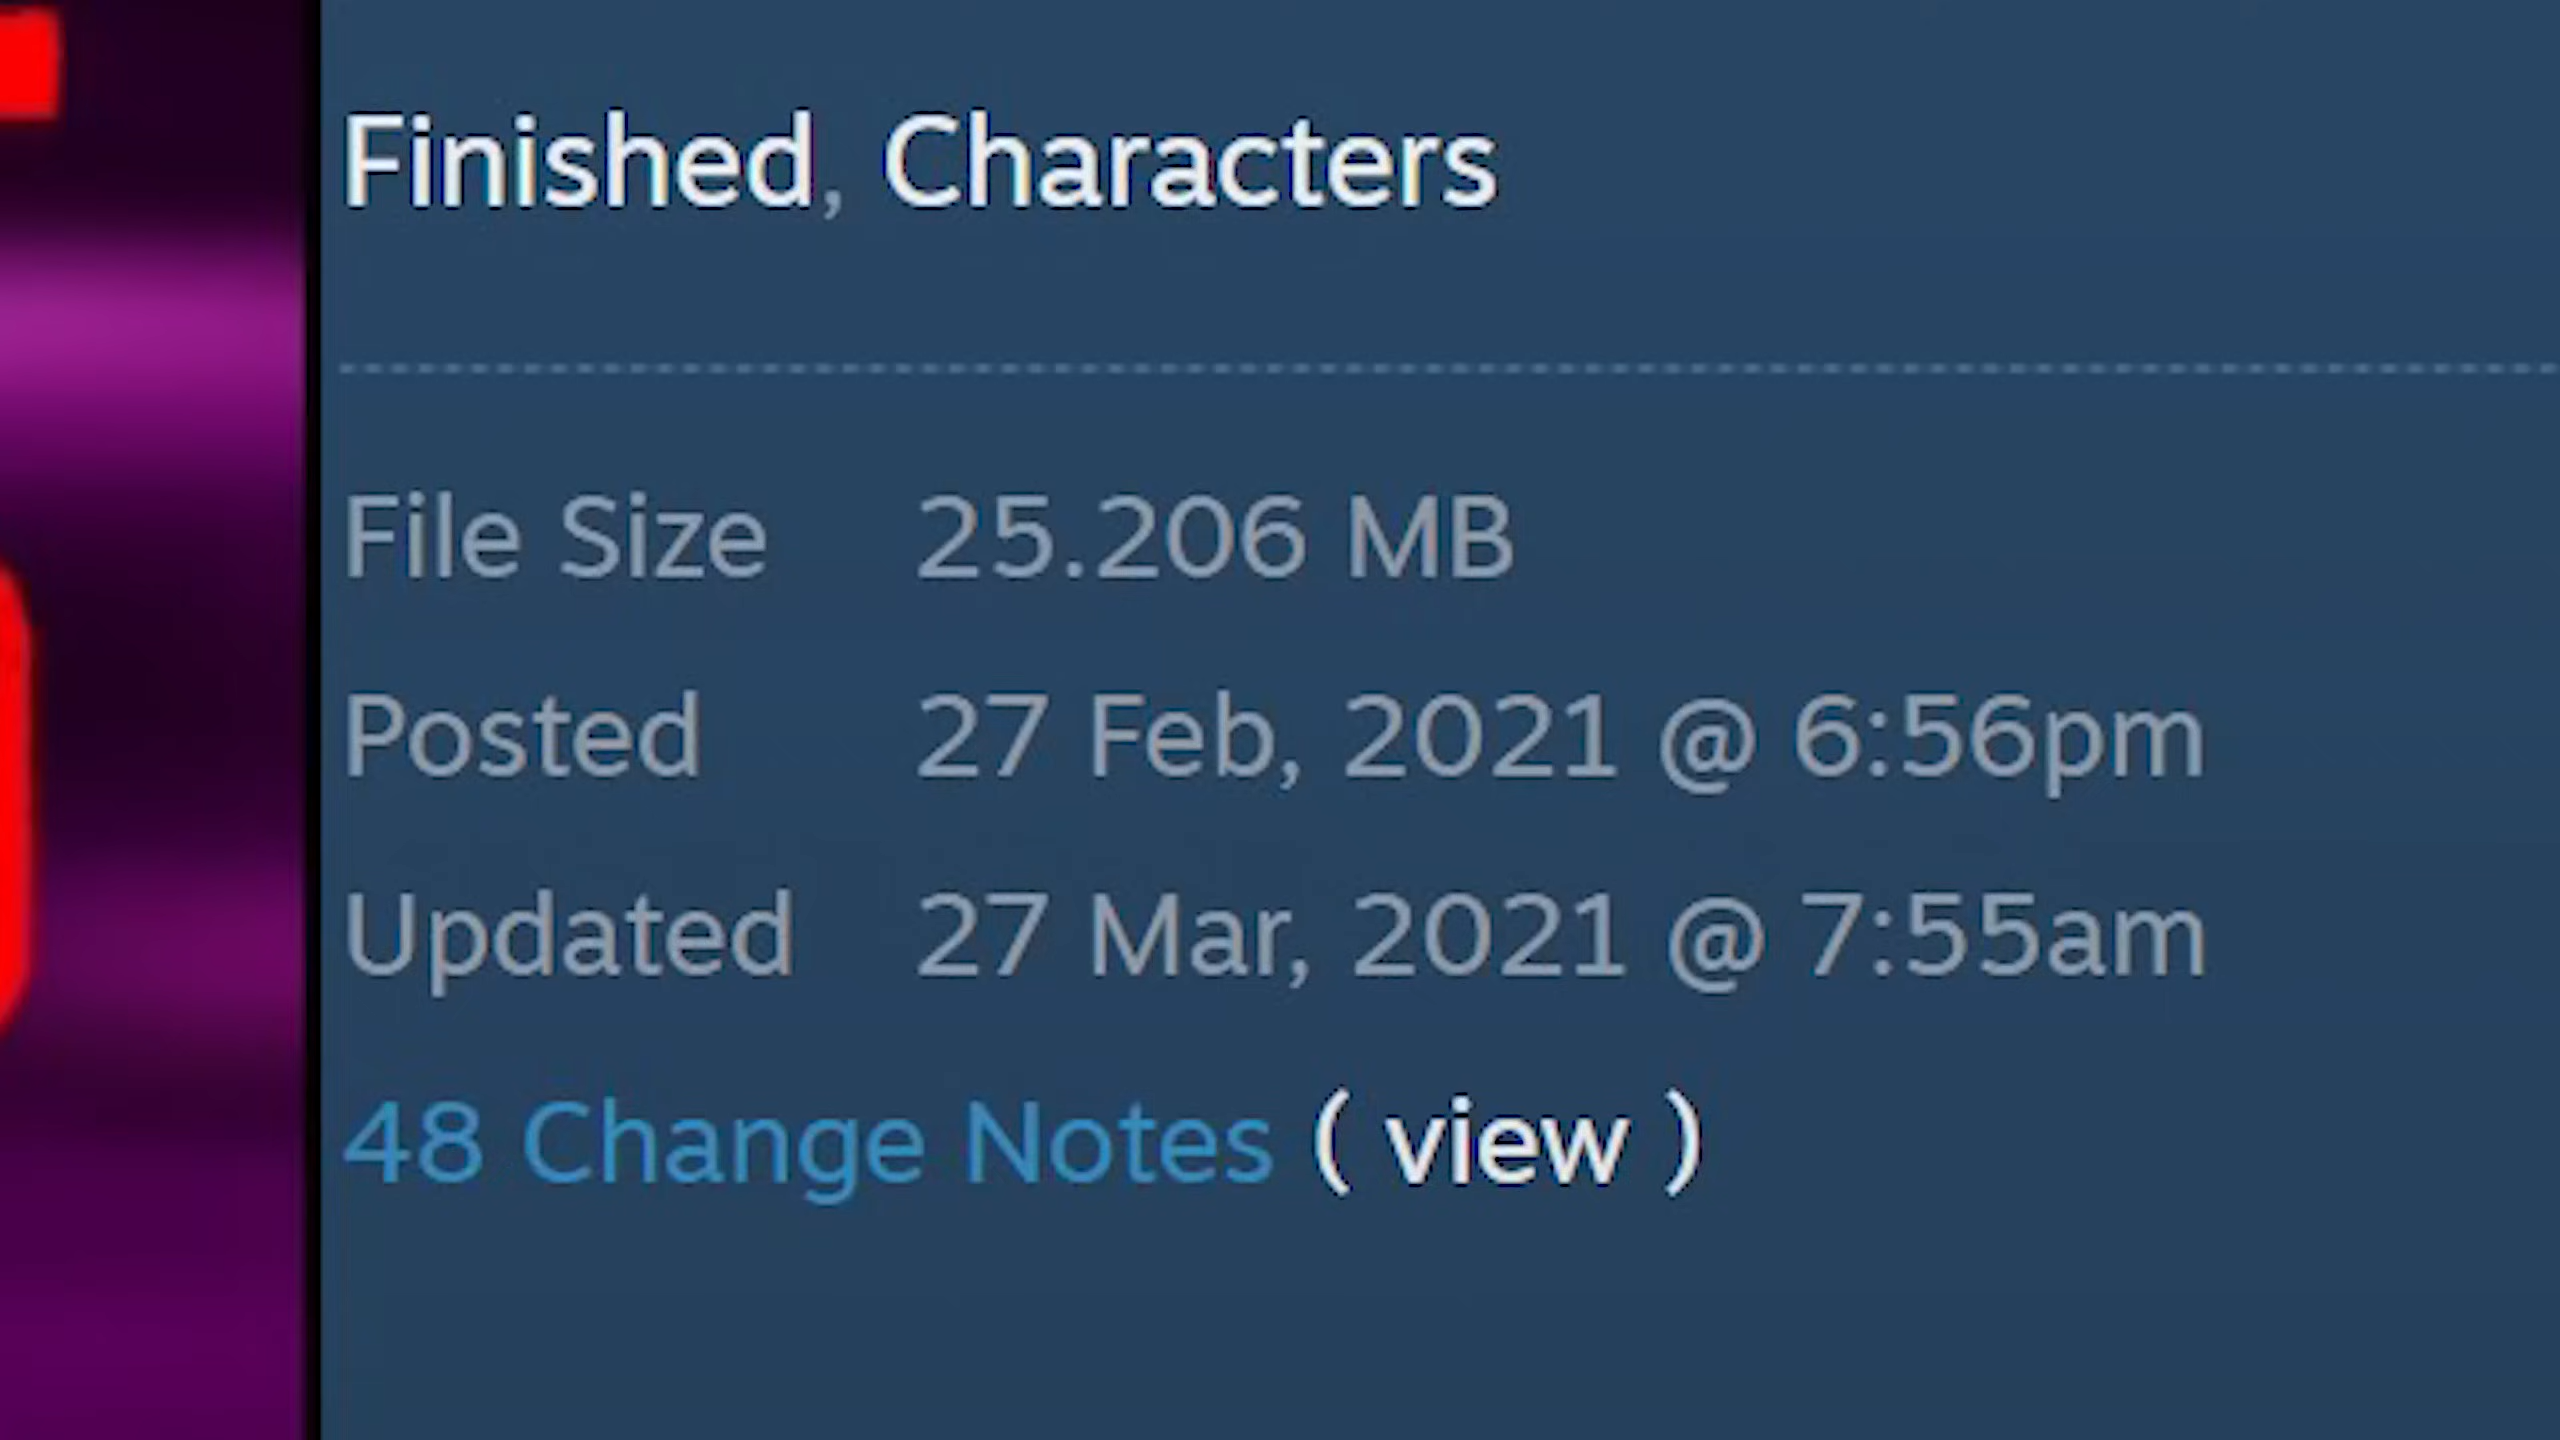 Finished, Characters
File Size 25.206 MB
Posted 27 Feb, 2021 @ 6:56pm
Updated 27 Mar, 2021 @ 7:55am
48 Change Notes ( view )